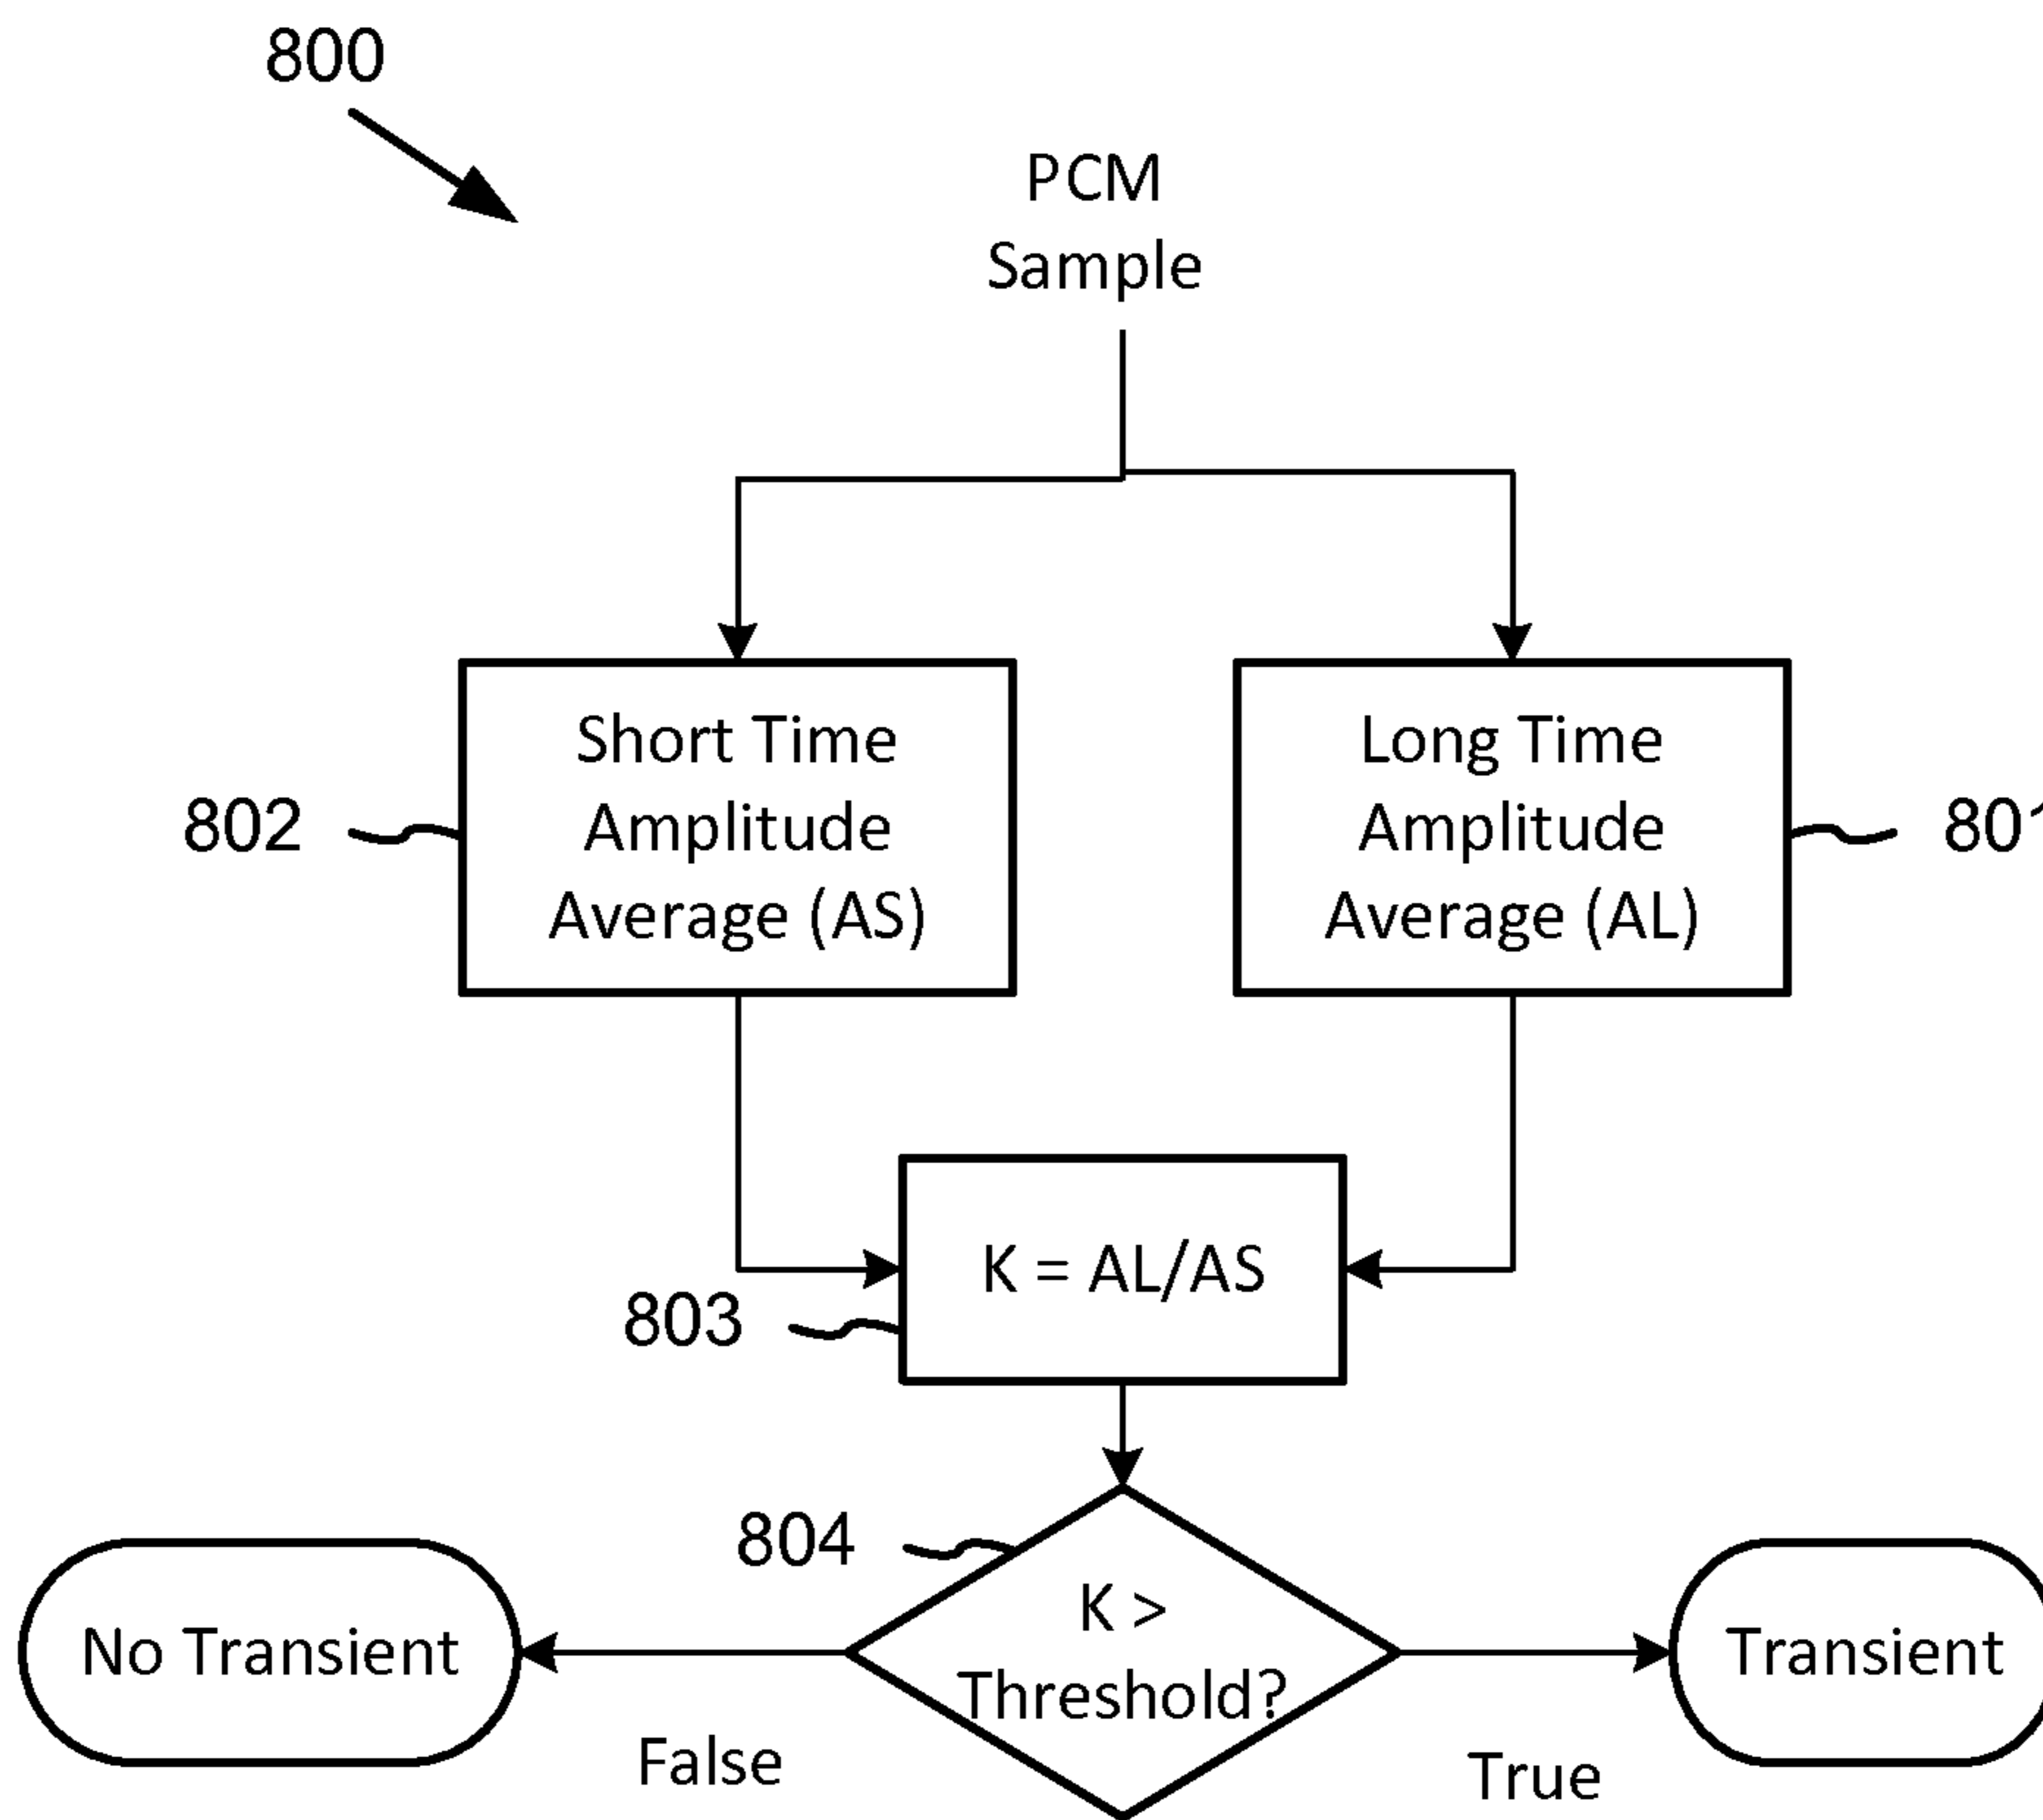 800
PCM
Sample
Short Time
Amplitude
Average (AS)
802
Long Time
Amplitude
Average (AL)
801
K = AL/AS
803
804
K >
Threshold?
No Transient
False
Transient
True